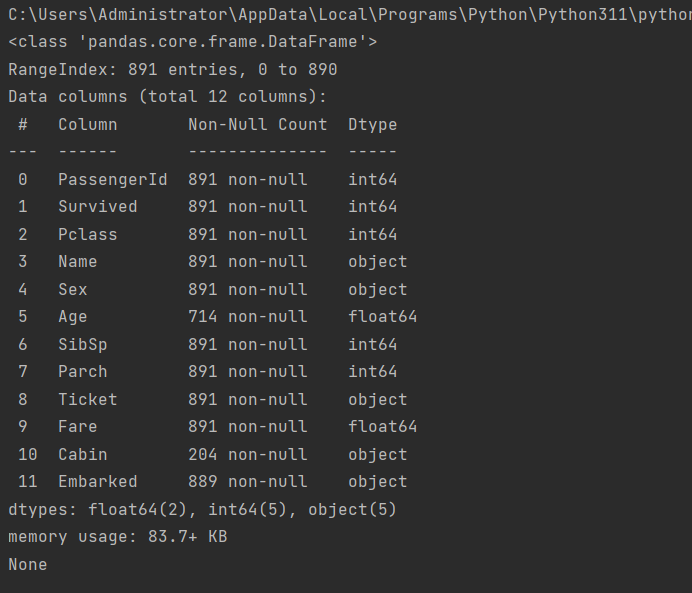 C:\Users\Administrator\AppData\Local\Programs\Python\Python311\python
<class 'pandas.core.frame.DataFrame'>
RangeIndex: 891 entries, 0 to 890
Data columns (total 12 columns):
 #   Column       Non-Null Count  Dtype
---  ------       --------------  -----
 0   PassengerId  891 non-null    int64
 1   Survived     891 non-null    int64
 2   Pclass       891 non-null    int64
 3   Name         891 non-null    object
 4   Sex          891 non-null    object
 5   Age          714 non-null    float64
 6   SibSp        891 non-null    int64
 7   Parch        891 non-null    int64
 8   Ticket       891 non-null    object
 9   Fare         891 non-null    float64
 10  Cabin        204 non-null    object
 11  Embarked     889 non-null    object
dtypes: float64(2), int64(5), object(5)
memory usage: 83.7+ KB
None